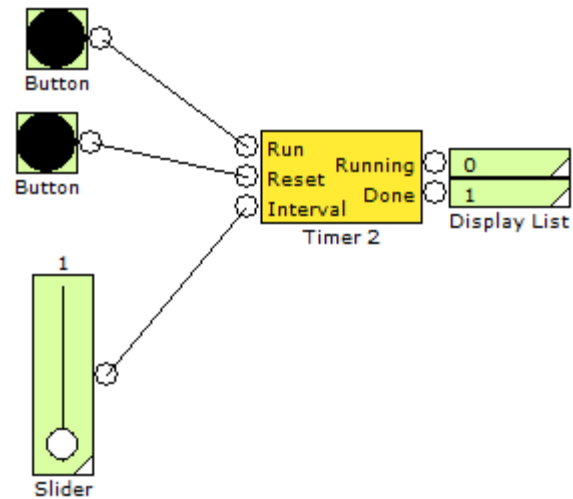 Button
Button
Run
Reset
Interval
Running
Done
Timer 2
0
1
Display List
1
Slider